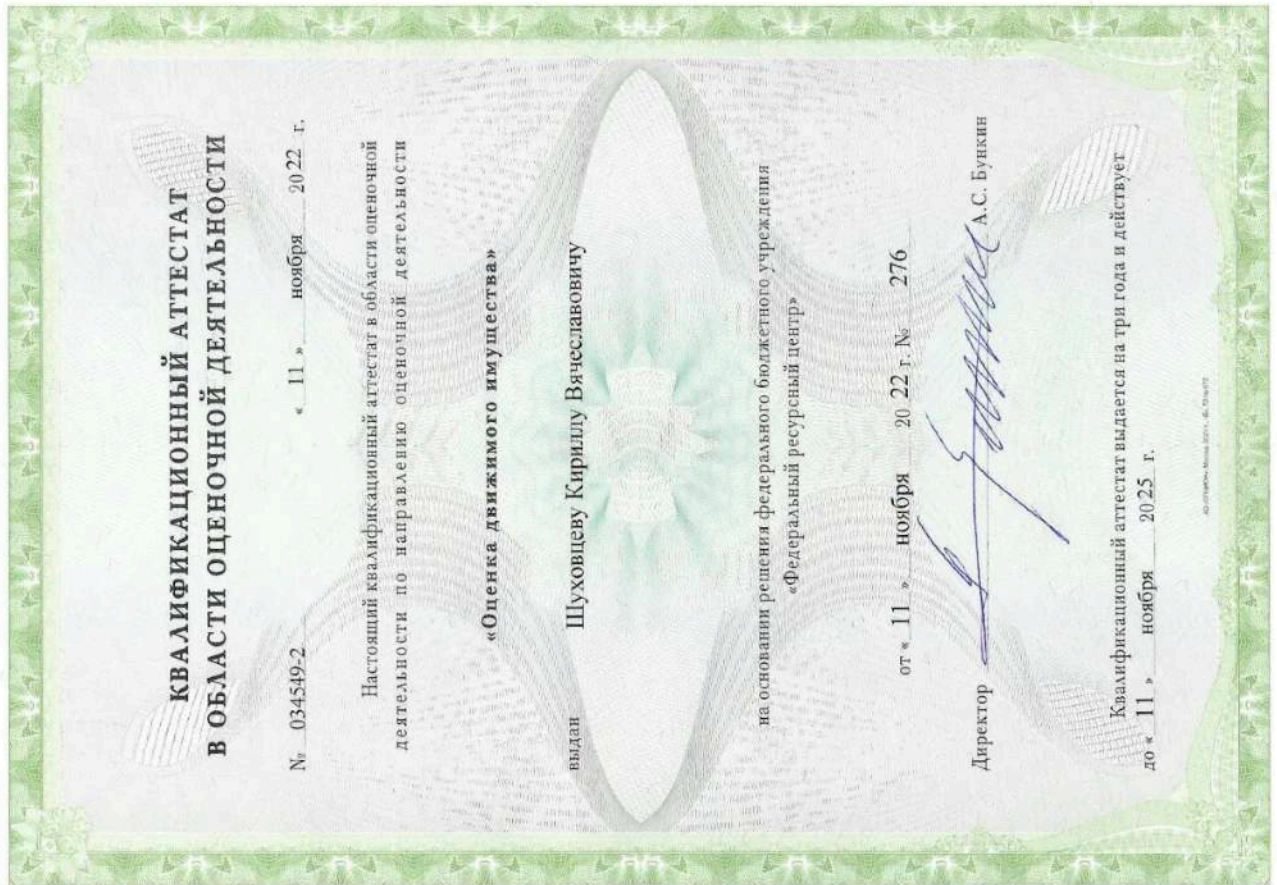 КВАЛИФИКАЦИОННЫЙ АТТЕСТАТ
В ОБЛАСТИ ОЦЕНОЧНОЙ ДЕЯТЕЛЬНОСТИ
№ 034549-2 « 11 » ноября 2022 г.
Настоящий квалификационный аттестат в области оценочной
деятельности по направлению оценочной деятельности
«Оценка движимого имущества»
выдан Шуховцеву Кириллу Вячеславовичу
на основании решения федерального бюджетного учреждения
«Федеральный ресурсный центр»
от « 11 » ноября 20 22 г. № 276
Директор А.С. Бункин
Квалификационный аттестат выдается на три года и действует
до « 11 » ноября 2025 г.